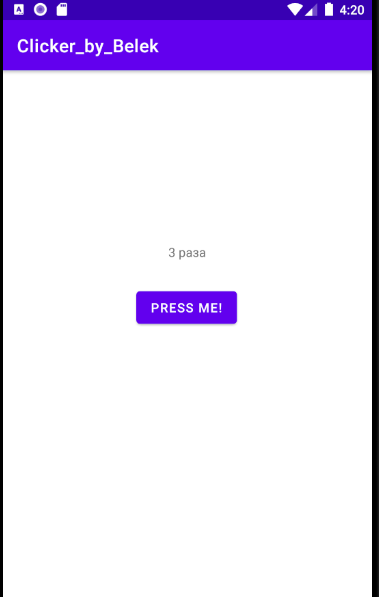 4:20
Clicker_by_Belek
3 раза
PRESS ME!